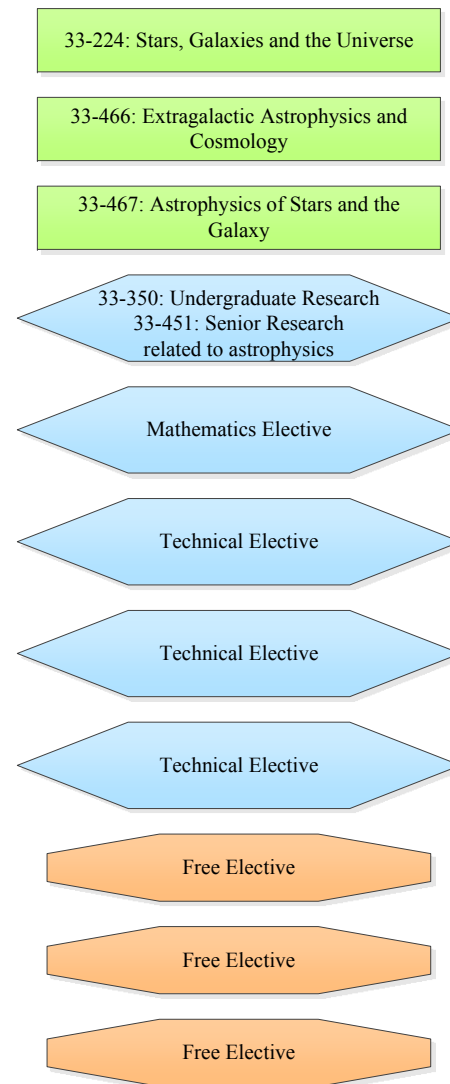 33-224: Stars, Galaxies and the Universe
33-466: Extragalactic Astrophysics and
Cosmology
33-467: Astrophysics of Stars and the
Galaxy
33-350: Undergraduate Research
33-451: Senior Research
related to astrophysics
Mathematics Elective
Technical Elective
Technical Elective
Technical Elective
Free Elective
Free Elective
Free Elective